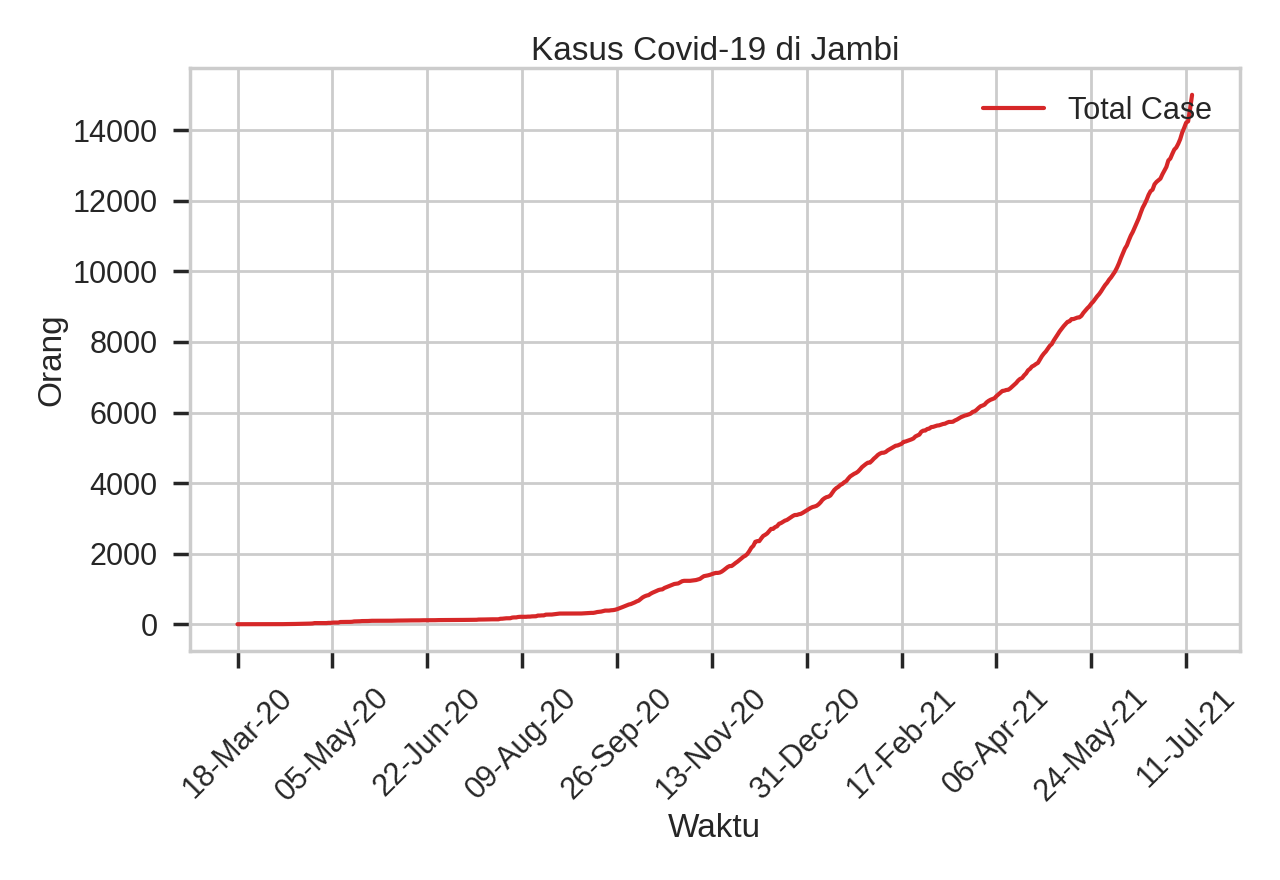 Kasus Covid-19 di Jambi
Total Case
14000
12000
10000
8000
6000
4000
2000
0
Orang
18-Mar-20
05-May-20
22-Jun-20
09-Aug-20
26-Sep-20
13-Nov-20
31-Dec-20
17-Feb-21
06-Apr-21
24-May-21
11-Jul-21
Waktu